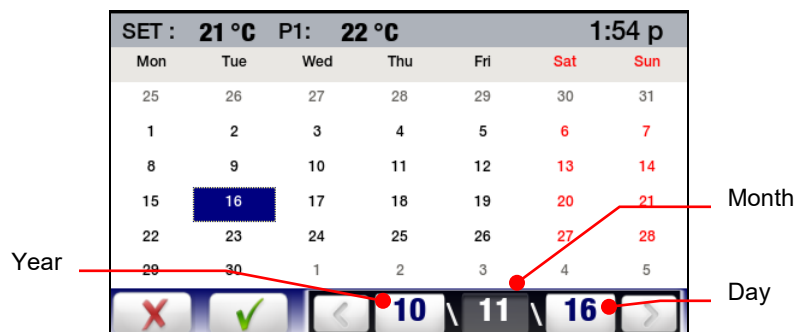 SET : 21 °C P1: 22 °C 1:54 p
Mon Tue Wed Thu Fri Sat Sun
25 26 27 28 29 30 31
1 2 3 4 5 6 7
8 9 10 11 12 13 14
15 16 17 18 19 20 21
Month
22 23 24 25 26 27 28
Year
29 30 1 2 3 4 5
Day
10 \ 11 \ 16